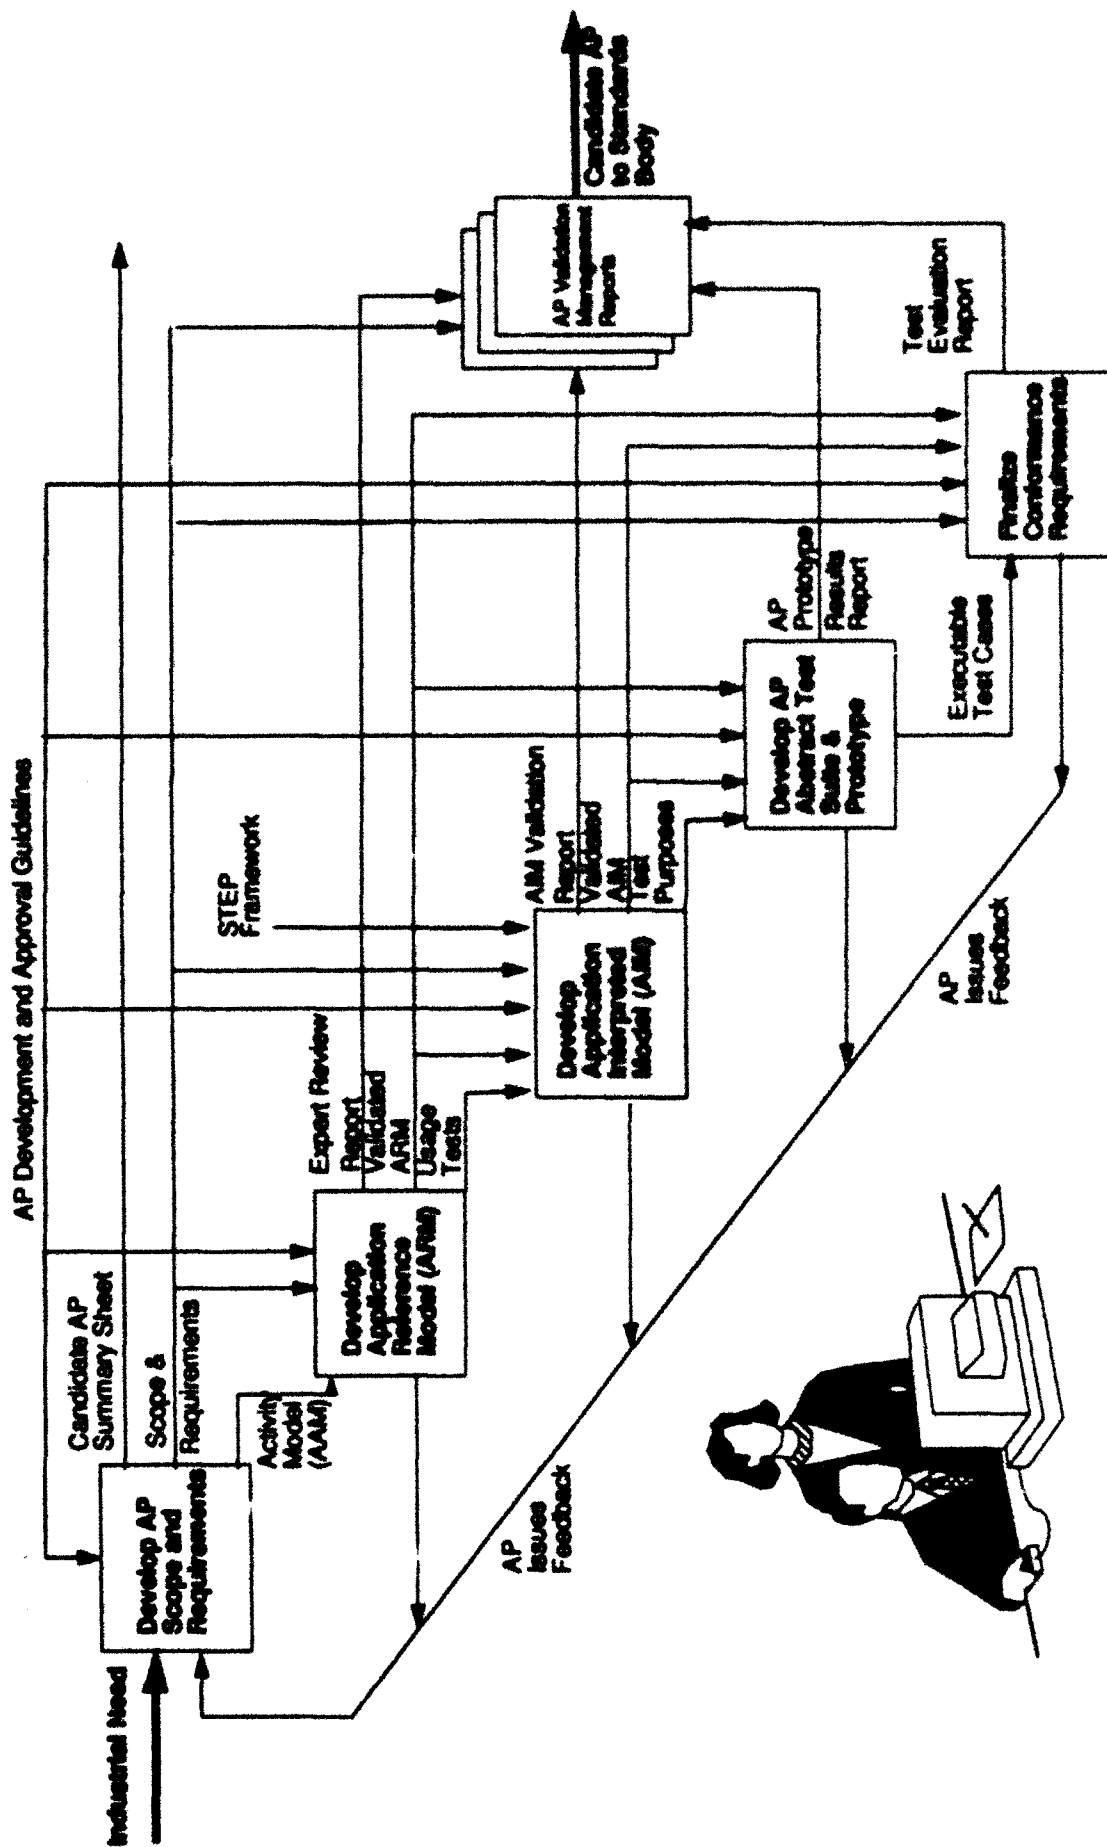 AP Development and Approval Guidelines
Industrial Need
Develop AP
Scope and
Requirements
Candidate AP
Summary Sheet
Scope &
Requirements
Activity
Model
(AAM)
Develop
Application
Reference
Model (ARM)
Expert Review
Report
Validated
ARM
Usage
Tests
STEP
Framework
Develop
Application
Interpreted
Model (AIM)
AIM Validation
Report
Validated
AIM
Test
Purposes
Develop AP
Abstract Test
Suite &
Prototype
AP
Prototype
Results
Report
Executable
Test Cases
Finalize
Conformance
Requirements
Test
Evaluation
Report
AP Validation
Management
Reports
Candidate AP
to Standards
Body
AP
Issues
Feedback
AP
Issues
Feedback